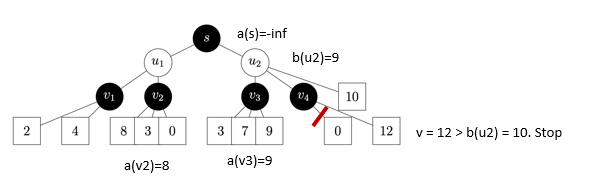 s
a(s)=-inf
u1
u2
b(u2)=9
v1
v2
v3
v4
10
2
4
8
3
0
3
7
9
0
12
v = 12 > b(u2) = 10. Stop
a(v2)=8
a(v3)=9